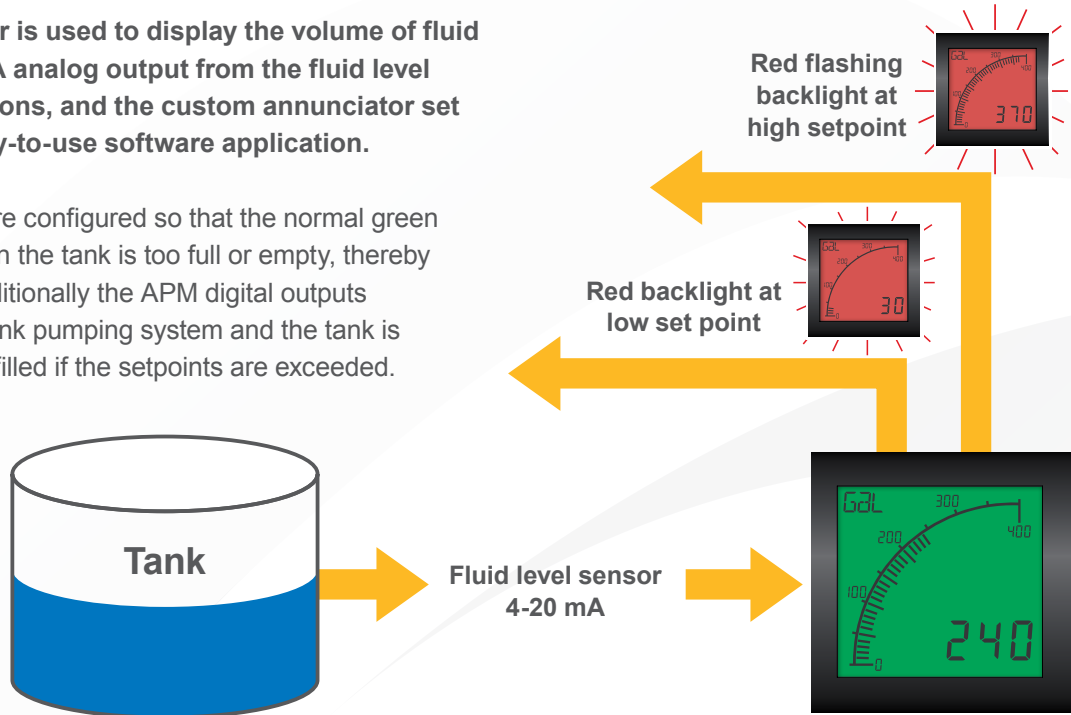 r is used to display the volume of fluid
A analog output from the fluid level
ons, and the custom annunciator set
y-to-use software application.
re configured so that the normal green
n the tank is too full or empty, thereby
ditionally the APM digital outputs
nk pumping system and the tank is
filled if the setpoints are exceeded.
Red flashing
backlight at
high setpoint
GAL
0
100
200
300
400
370
Red backlight at
low set point
GAL
0
100
200
300
400
30
Tank
Fluid level sensor
4-20 mA
GAL
0
100
200
300
400
240